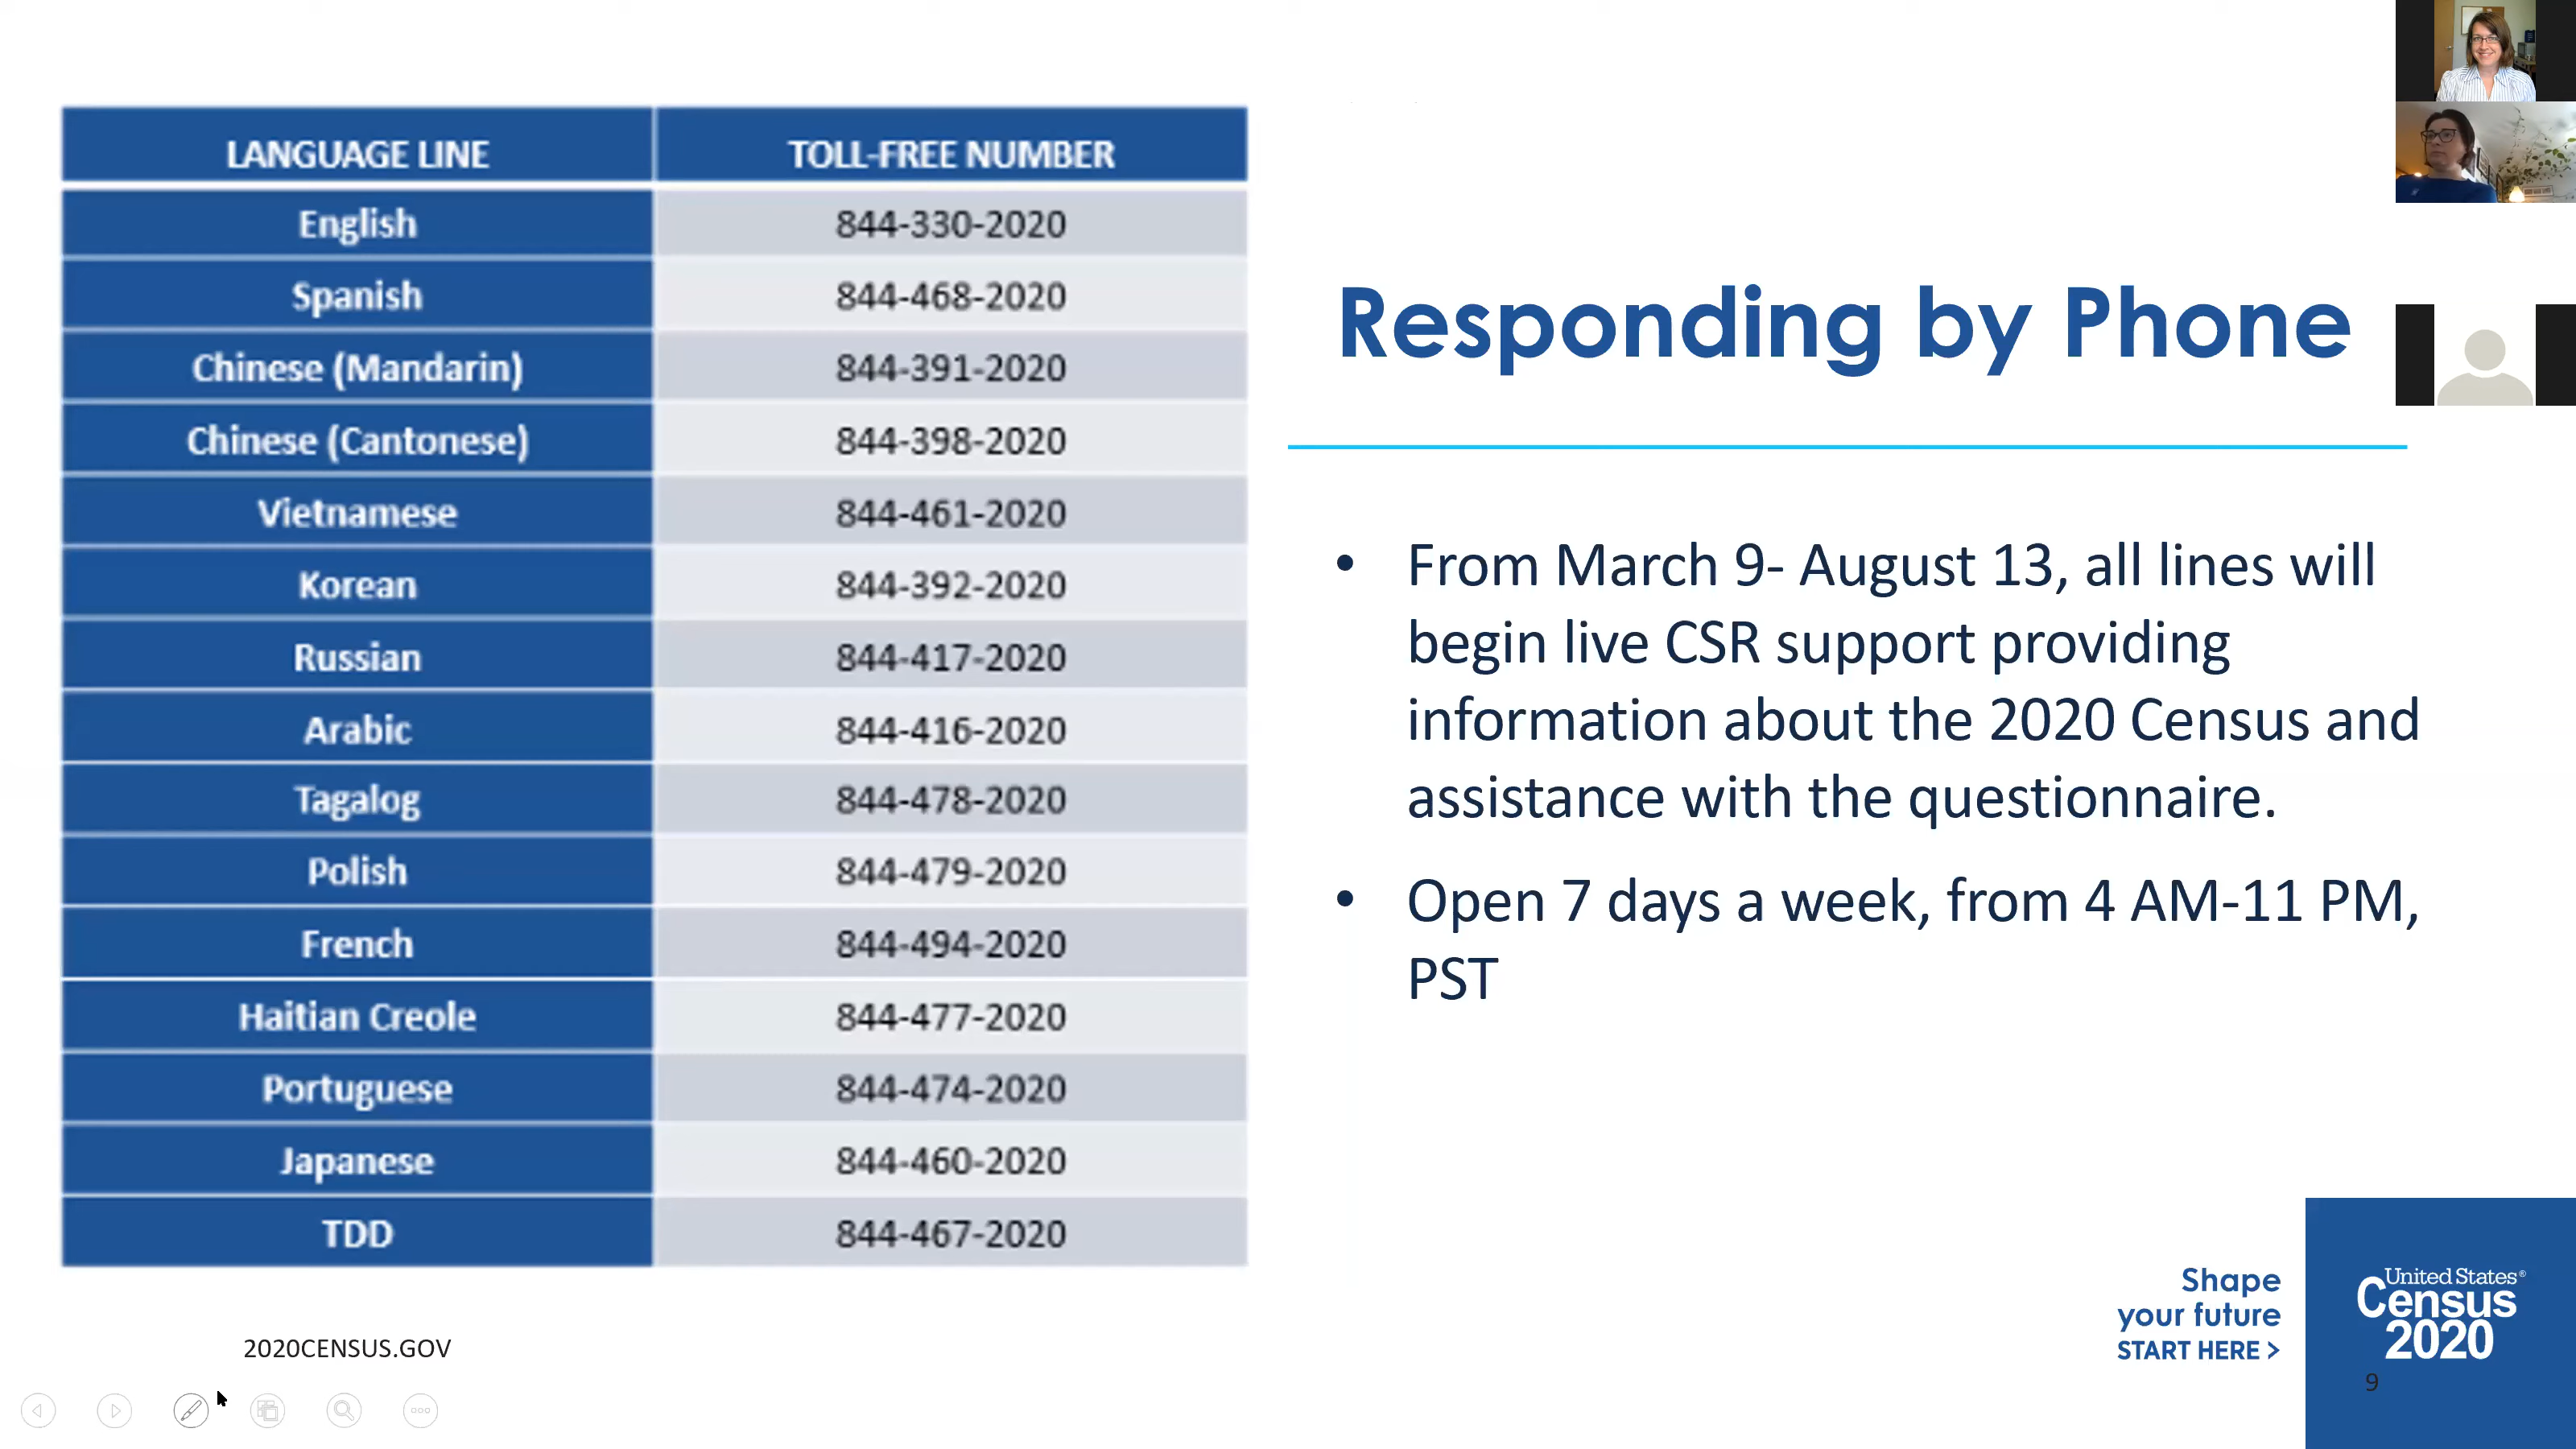 LANGUAGE LINE TOLL-FREE NUMBER
English 844-330-2020
Spanish 844-468-2020
Chinese (Mandarin) 844-391-2020
Chinese (Cantonese) 844-398-2020
Vietnamese 844-461-2020
Korean 844-392-2020
Russian 844-417-2020
Arabic 844-416-2020
Tagalog 844-478-2020
Polish 844-479-2020
French 844-494-2020
Haitian Creole 844-477-2020
Portuguese 844-474-2020
Japanese 844-460-2020
TDD 844-467-2020
Responding by Phone
• From March 9- August 13, all lines will
begin live CSR support providing
information about the 2020 Census and
assistance with the questionnaire.
• Open 7 days a week, from 4 AM-11 PM,
PST
2020CENSUS.GOV
Shape
your future
START HERE >
United States®
Census
2020
9